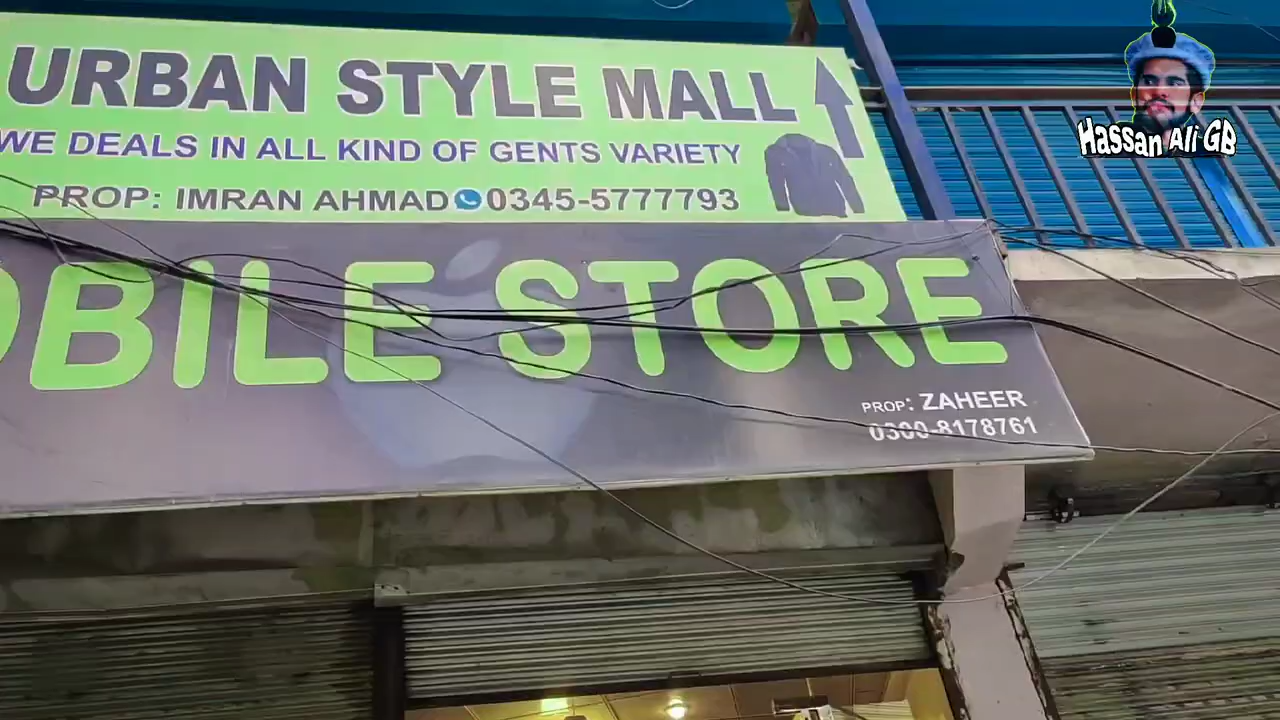 URBAN STYLE MALL
WE DEALS IN ALL KIND OF GENTS VARIETY
PROP: IMRAN AHMAD 0345-5777793
OBILE STORE
PROP: ZAHEER
0300-8178761
Hassan Ali GB